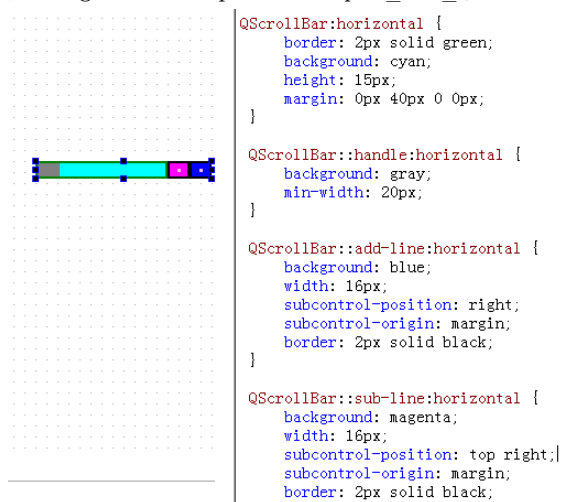 QScrollBar:horizontal {
border: 2px solid green;
background: cyan;
height: 15px;
margin: 0px 40px 0 0px;
}
QScrollBar::handle:horizontal {
background: gray;
min-width: 20px;
}
QScrollBar::add-line:horizontal {
background: blue;
width: 16px;
subcontrol-position: right;
subcontrol-origin: margin;
border: 2px solid black;
}
QScrollBar::sub-line:horizontal {
background: magenta;
width: 16px;
subcontrol-position: top right;
subcontrol-origin: margin;
border: 2px solid black;